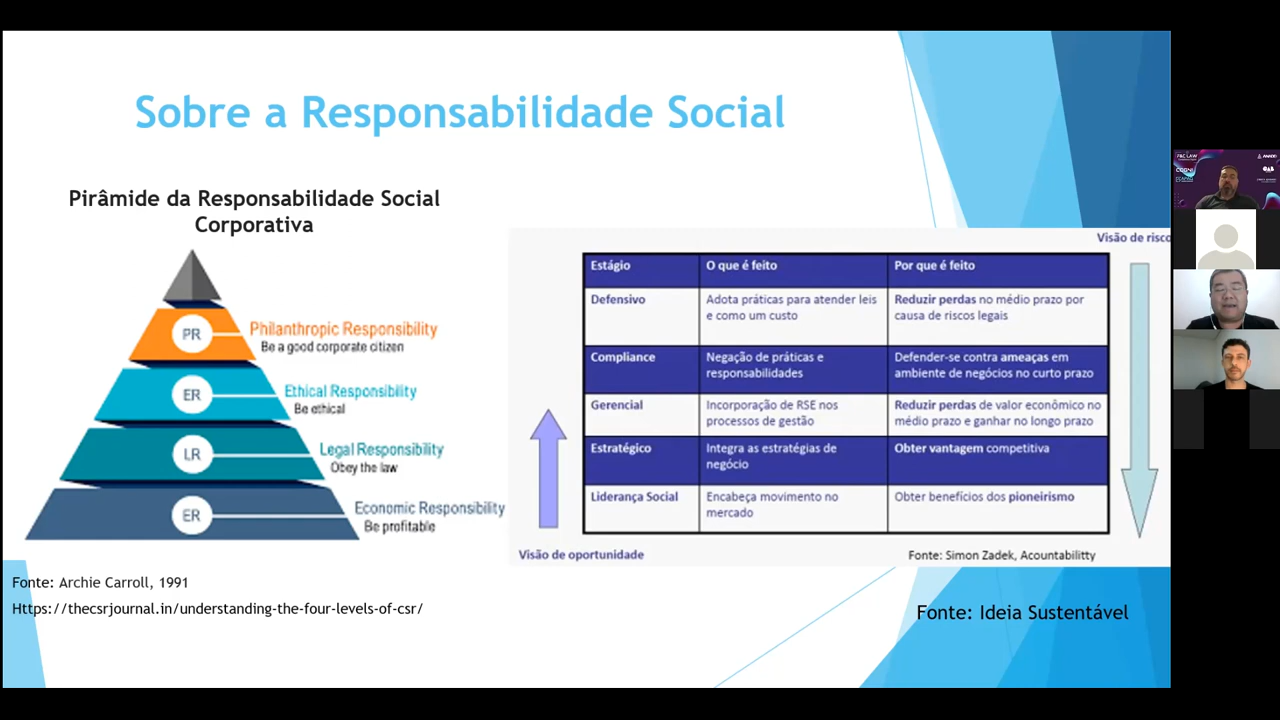 Sobre a Responsabilidade Social
Pirâmide da Responsabilidade Social
Corporativa
PR
Philanthropic Responsibility
Be a good corporate citizen
ER
Ethical Responsibility
Be ethical
LR
Legal Responsibility
Obey the law
ER
Economic Responsibility
Be profitable
Fonte: Archie Carroll, 1991
Https://thecsrjournal.in/understanding-the-four-levels-of-csr/
Visão de risco
Estágio
O que é feito
Por que é feito
Defensivo
Adota práticas para atender leis
e como um custo
Reduzir perdas no médio prazo por
causa de riscos legais
Compliance
Negação de práticas e
responsabilidades
Defender-se contra ameaças em
ambiente de negócios no curto prazo
Gerencial
Incorporação de RSE nos
processos de gestão
Reduzir perdas de valor econômico no
médio prazo e ganhar no longo prazo
Estratégico
Integra as estratégias de
negócio
Obter vantagem competitiva
Liderança Social
Encabeça movimento no
mercado
Obter benefícios dos pioneirismo
Visão de oportunidade
Fonte: Simon Zadek, Acountabilitty
Fonte: Ideia Sustentável